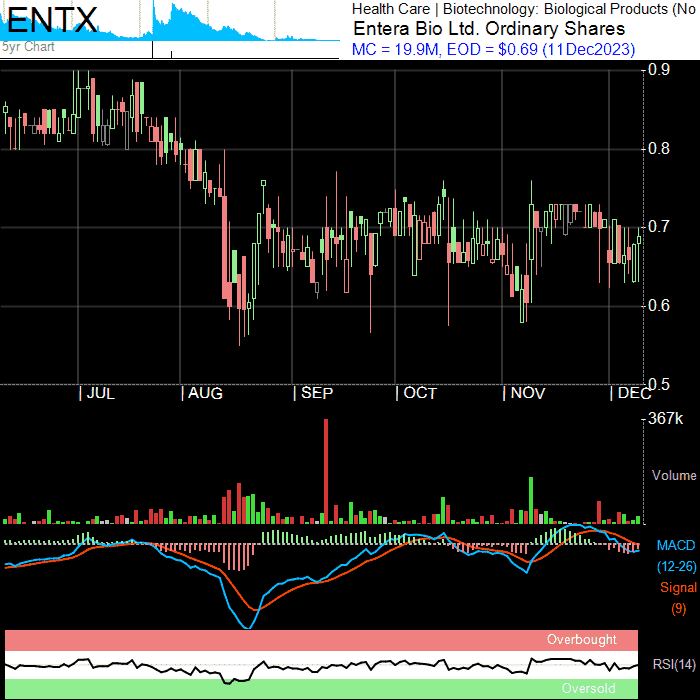 ENTX
5yr Chart
Health Care | Biotechnology: Biological Products (No
Entera Bio Ltd. Ordinary Shares
MC = 19.9M, EOD = $0.69 (11Dec2023)
0.9
0.8
0.7
0.6
0.5
| JUL | AUG | SEP | OCT | NOV | DEC
367k
Volume
MACD
(12-26)
Signal
(9)
Overbought
RSI(14)
Oversold